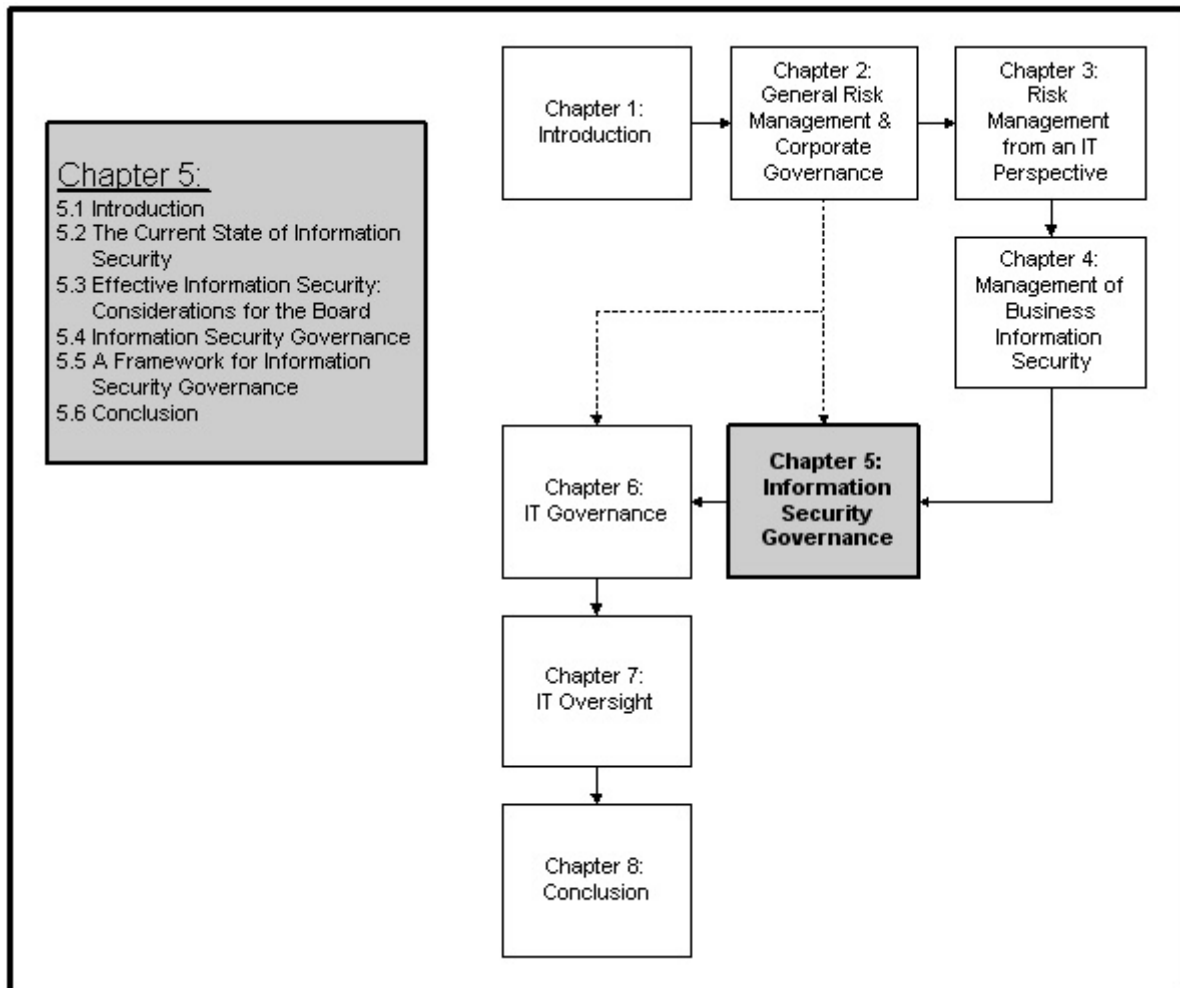 Chapter 5:
5.1 Introduction
5.2 The Current State of Information
Security
5.3 Effective Information Security:
Considerations for the Board
5.4 Information Security Governance
5.5 A Framework for Information
Security Governance
5.6 Conclusion
Chapter 1:
Introduction
Chapter 2:
General Risk
Management &
Corporate
Governance
Chapter 3:
Risk
Management
from an IT
Perspective
Chapter 4:
Management of
Business
Information
Security
Chapter 5:
Information
Security
Governance
Chapter 6:
IT Governance
Chapter 7:
IT Oversight
Chapter 8:
Conclusion